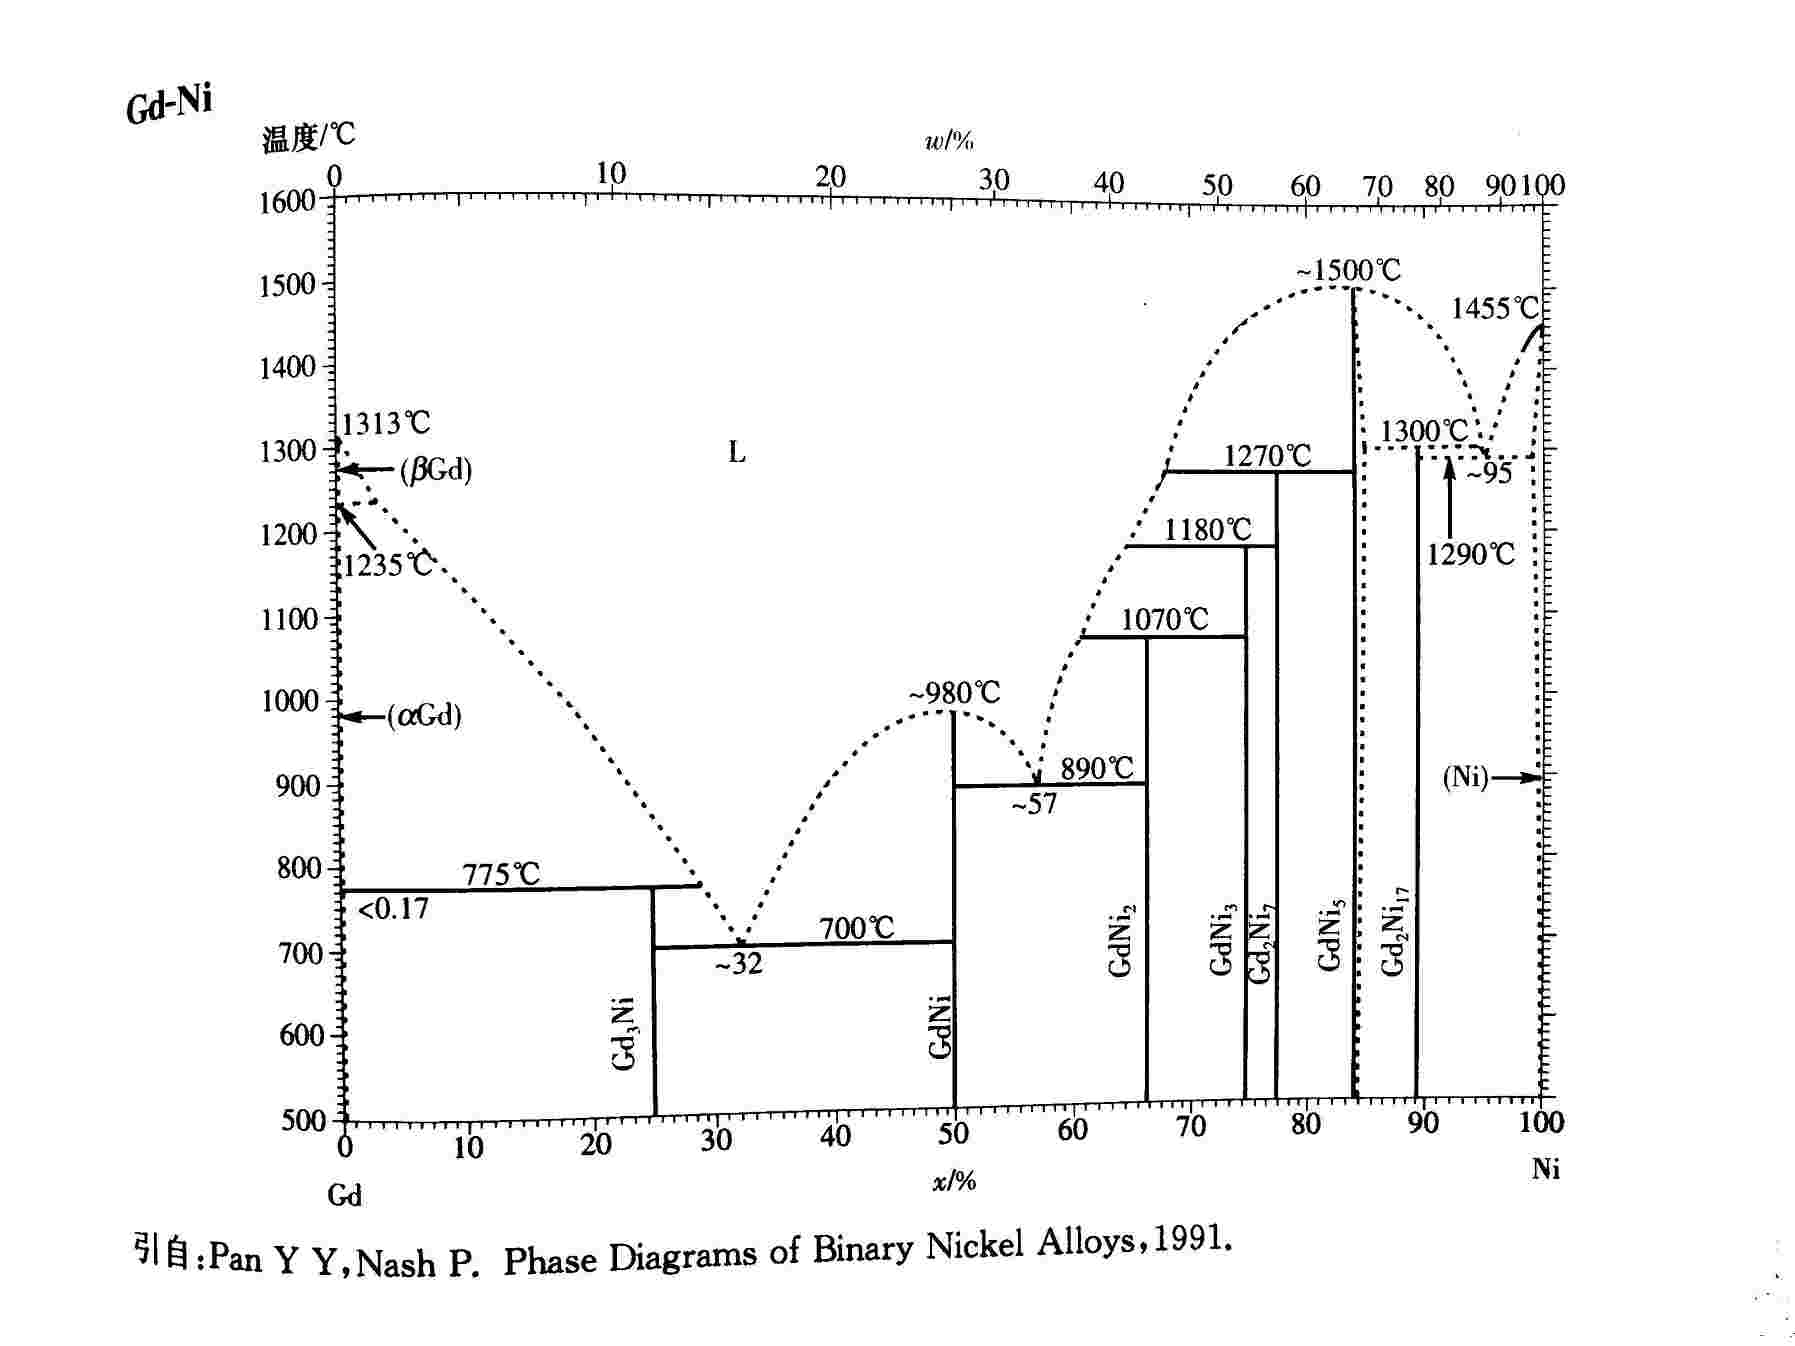 Gd-Ni
温度/℃
w/%
0 10 20 30 40 50 60 70 80 90 100
1600
1500
1400
1300
1200
1100
1000
900
800
700
600
500
~1500℃
1455℃
1313℃
1300℃
(βGd)
L
1270℃
~95
1180℃
1290℃
1235℃
1070℃
~980℃
(αGd)
890℃
(Ni)
~57
775℃
<0.17
700℃
~32
Gd₃Ni
GdNi
GdNi₂
GdNi₃
Gd₂Ni₇
GdNi₅
Gd₂Ni₁₇
0 10 20 30 40 50 60 70 80 90 100
Gd
x/%
Ni
引自:Pan Y Y,Nash P. Phase Diagrams of Binary Nickel Alloys,1991.